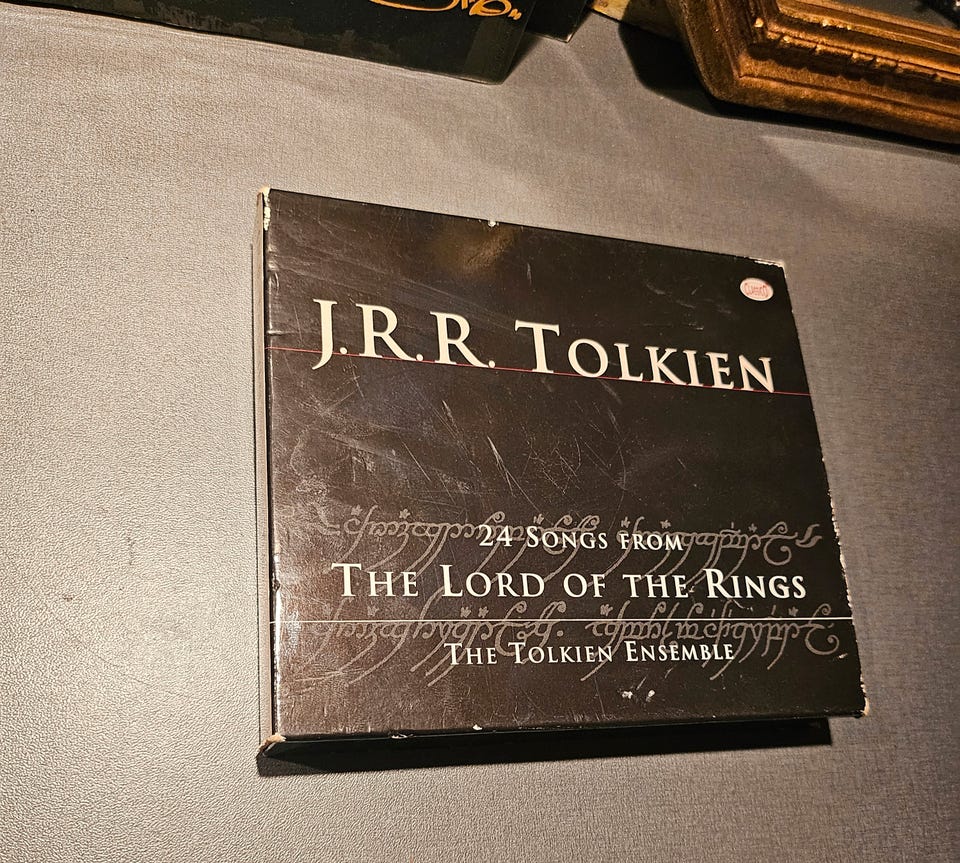 J.R.R. TOLKIEN
24 SONGS FROM
THE LORD OF THE RINGS
THE TOLKIEN ENSEMBLE